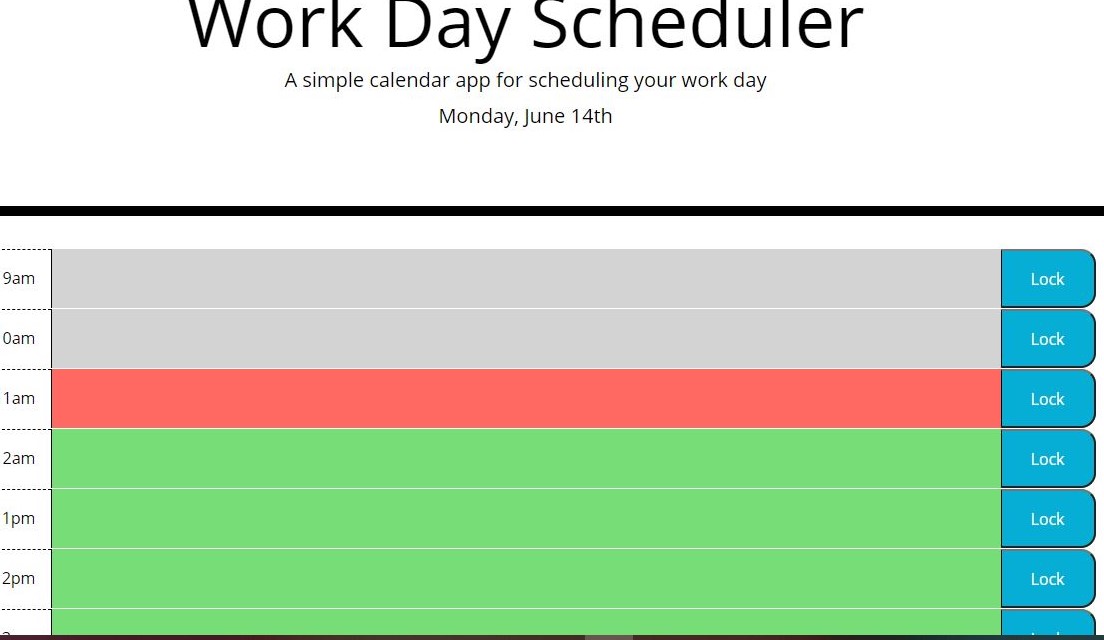 Work Day Scheduler
A simple calendar app for scheduling your work day
Monday, June 14th
9am
Lock
0am
Lock
1am
Lock
2am
Lock
1pm
Lock
2pm
Lock